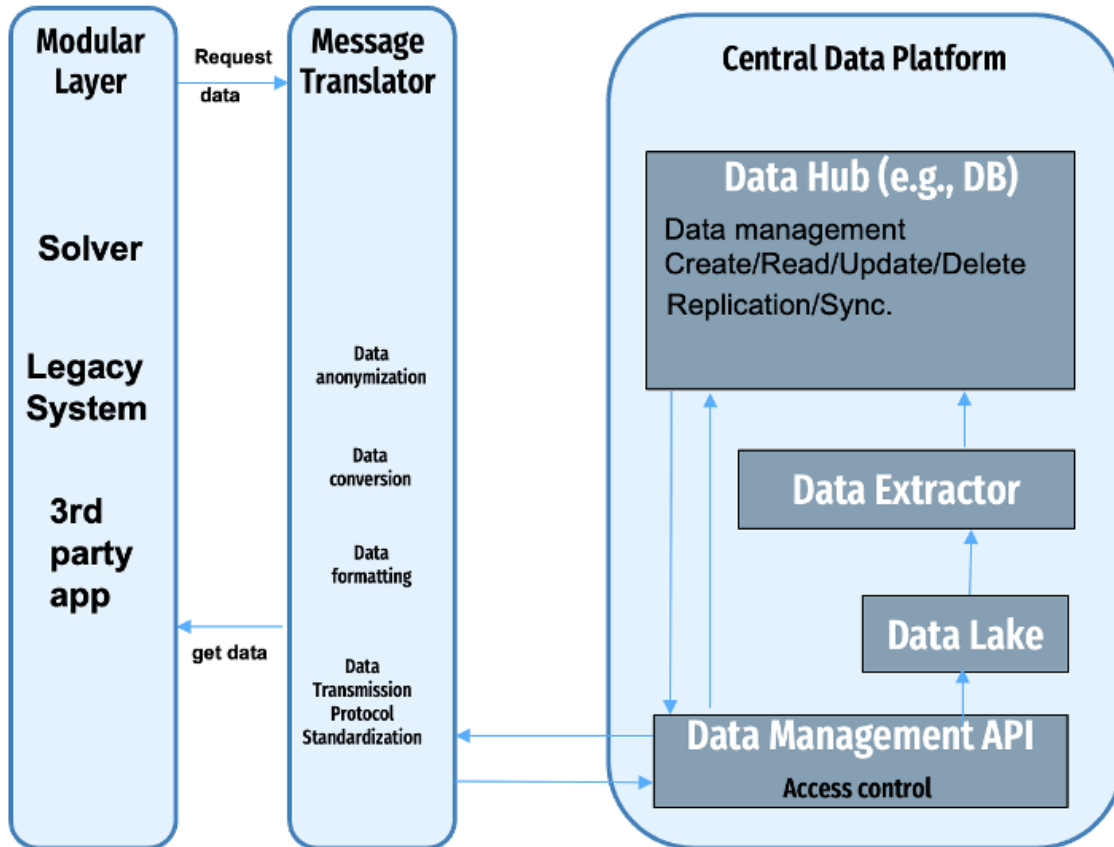 Modular
Layer
Solver
Legacy
System
3rd
party
app
Request
data
get data
Message
Translator
Data
anonymization
Data
conversion
Data
formatting
Data
Transmission
Protocol
Standardization
Central Data Platform
Data Hub (e.g., DB)
Data management
Create/Read/Update/Delete
Replication/Sync.
Data Extractor
Data Lake
Data Management API
Access control